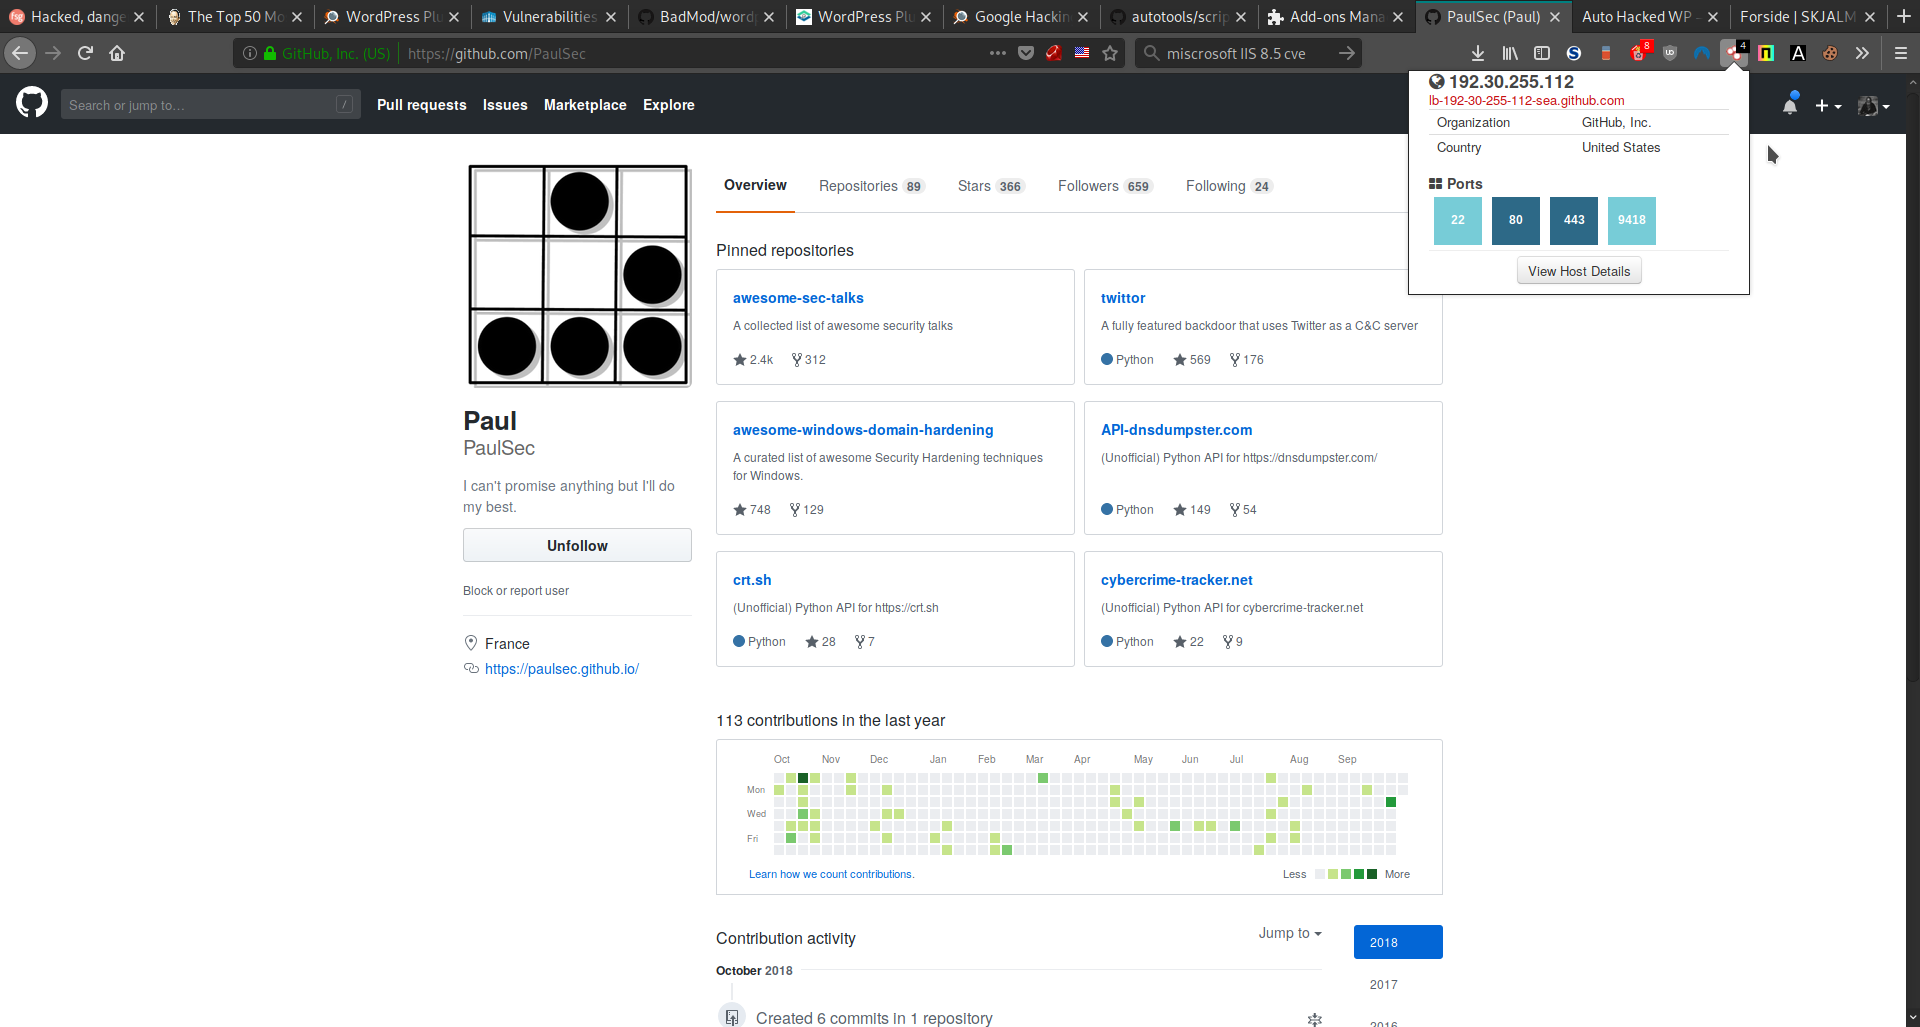 Hacked, dange
The Top 50 Mo
WordPress Plu
Vulnerabilities
BadMod/wordp
WordPress Plu
Google Hackin
autotools/scrip
Add-ons Mana
PaulSec (Paul)
Auto Hacked WP -
Forside | SKJALM
GitHub, Inc. (US)
https://github.com/PaulSec
miscrosoft IIS 8.5 cve
8
4
Search or jump to…
/
Pull requests
Issues
Marketplace
Explore
192.30.255.112
lb-192-30-255-112-sea.github.com
Organization GitHub, Inc.
Country United States
Ports
22 80 443 9418
View Host Details
Overview
Repositories 89
Stars 366
Followers 659
Following 24
Paul
PaulSec
I can't promise anything but I'll do
my best.
Unfollow
Block or report user
France
https://paulsec.github.io/
Pinned repositories
awesome-sec-talks
A collected list of awesome security talks
2.4k 312
twittor
A fully featured backdoor that uses Twitter as a C&C server
Python 569 176
awesome-windows-domain-hardening
A curated list of awesome Security Hardening techniques
for Windows.
748 129
API-dnsdumpster.com
(Unofficial) Python API for https://dnsdumpster.com/
Python 149 54
crt.sh
(Unofficial) Python API for https://crt.sh
Python 28 7
cybercrime-tracker.net
(Unofficial) Python API for cybercrime-tracker.net
Python 22 9
113 contributions in the last year
Oct Nov Dec Jan Feb Mar Apr May Jun Jul Aug Sep
Mon
Wed
Fri
Learn how we count contributions.
Less More
Contribution activity
Jump to
2018
2017
2016
October 2018
Created 6 commits in 1 repository